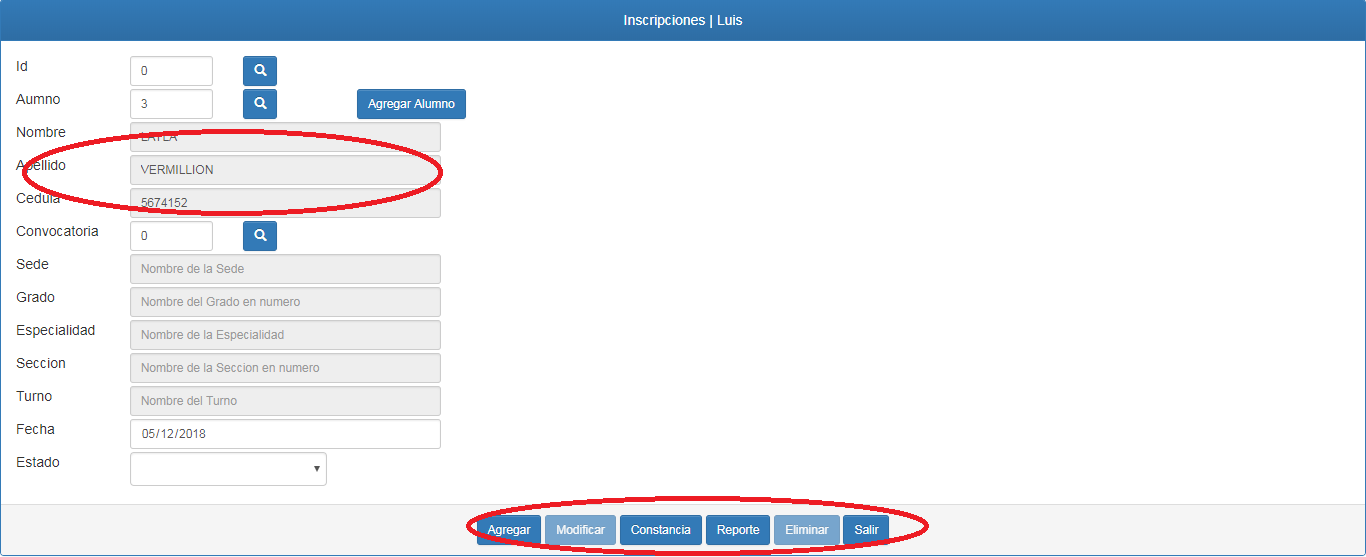 Inscripciones | Luis
Id 0
Aumno 3 Agregar Alumno
Nombre LAYLA
Apellido VERMILLION
Cedula 5674152
Convocatoria 0
Sede Nombre de la Sede
Grado Nombre del Grado en numero
Especialidad Nombre de la Especialidad
Seccion Nombre de la Seccion en numero
Turno Nombre del Turno
Fecha 05/12/2018
Estado
Agregar Modificar Constancia Reporte Eliminar Salir